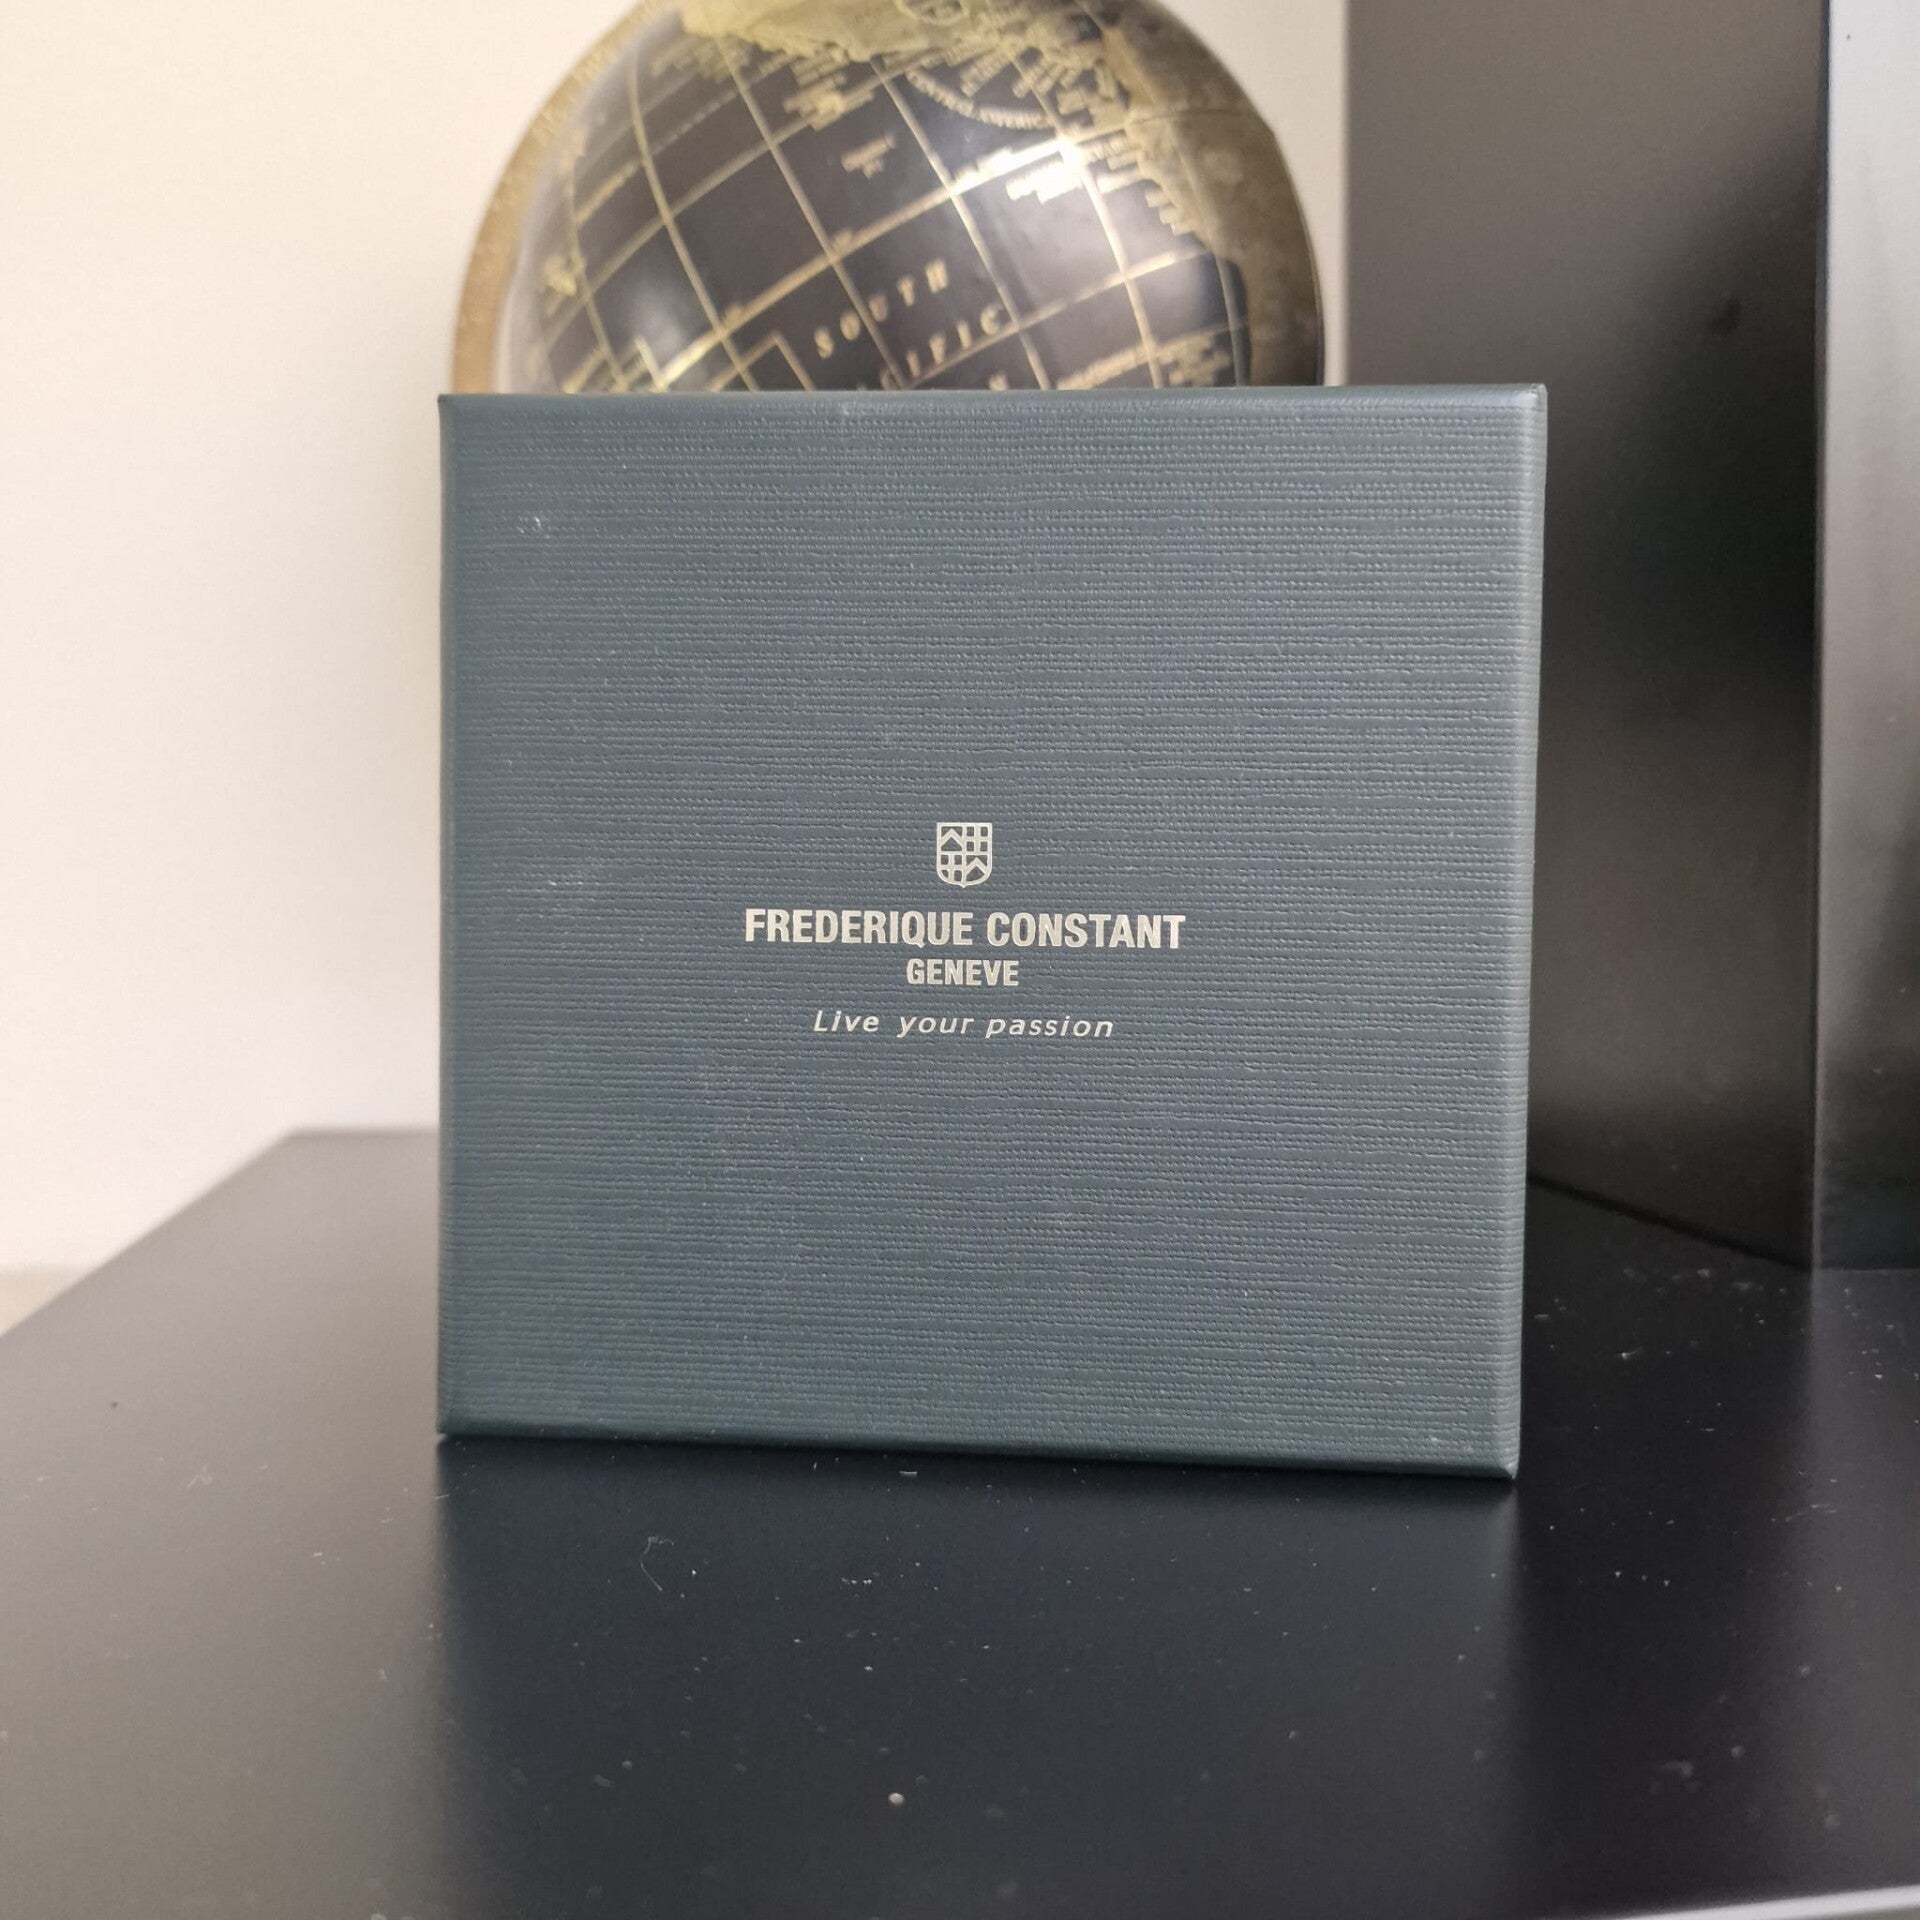 SOUTH
FREDERIQUE CONSTANT
GENEVE
Live your passion